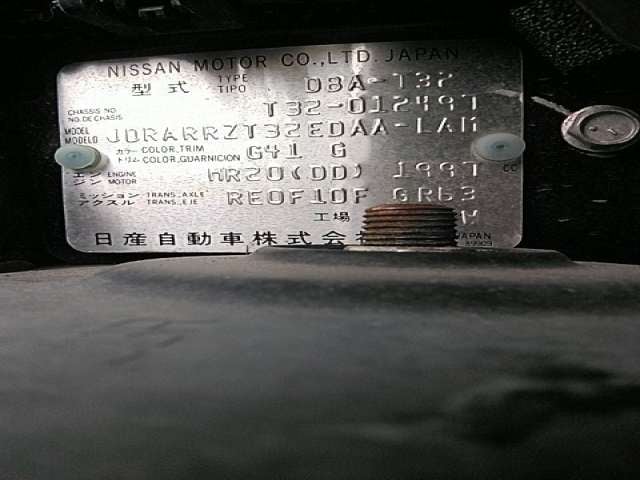 NISSAN MOTOR CO.,LTD. JAPAN
型式 TYPE TIPO DBA-T32
CHASSIS NO. NO. DE CHASIS T32-012497
MODEL MODELO JDRARRZT32EDAA-LAM
カラー トリム COLOR,TRIM COLOR,GUARNICION G41 G
エンジン ENGINE MOTOR MR20(DD) 1997 CC
ミッション アクスル TRANS.,AXLE TRANS.,EJE RE0F10F GR63
工場
日産自動車株式会 JAPAN